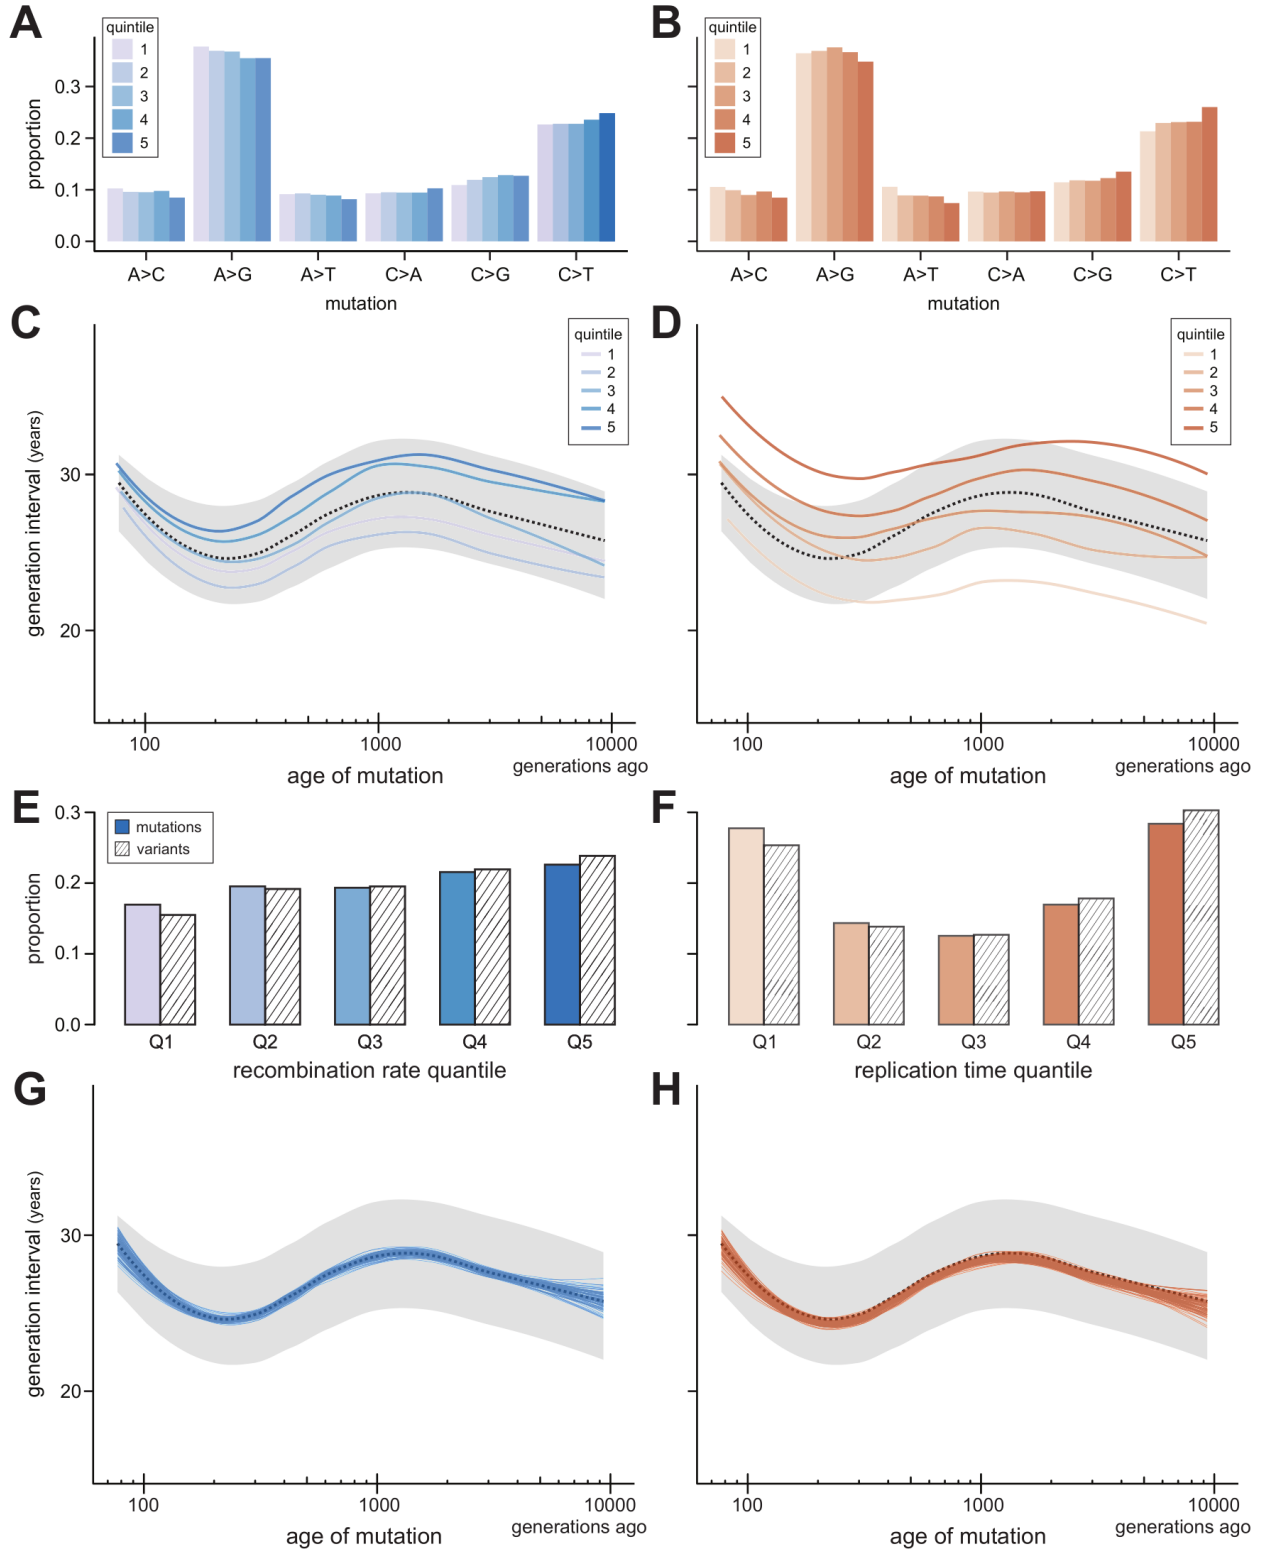 A
quintile
1
2
3
4
5
proportion
0.3
0.2
0.1
0.0
A>C A>G A>T C>A C>G C>T
mutation
B
quintile
1
2
3
4
5
A>C A>G A>T C>A C>G C>T
mutation
C
quintile
1
2
3
4
5
generation interval (years)
30
20
100 1000 10000
age of mutation
generations ago
D
quintile
1
2
3
4
5
100 1000 10000
age of mutation
generations ago
E
mutations
variants
proportion
0.3
0.2
0.1
0.0
Q1 Q2 Q3 Q4 Q5
recombination rate quantile
F
Q1 Q2 Q3 Q4 Q5
replication time quantile
G
generation interval (years)
30
20
100 1000 10000
age of mutation
generations ago
H
100 1000 10000
age of mutation
generations ago